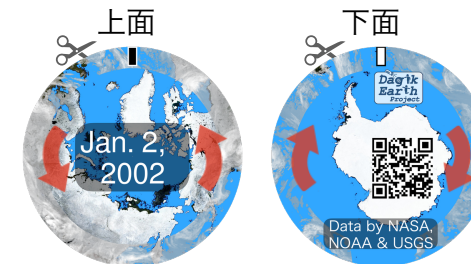 上面
下面
Jan. 2,
2002
Dagik
Earth
Project
Data by NASA,
NOAA & USGS